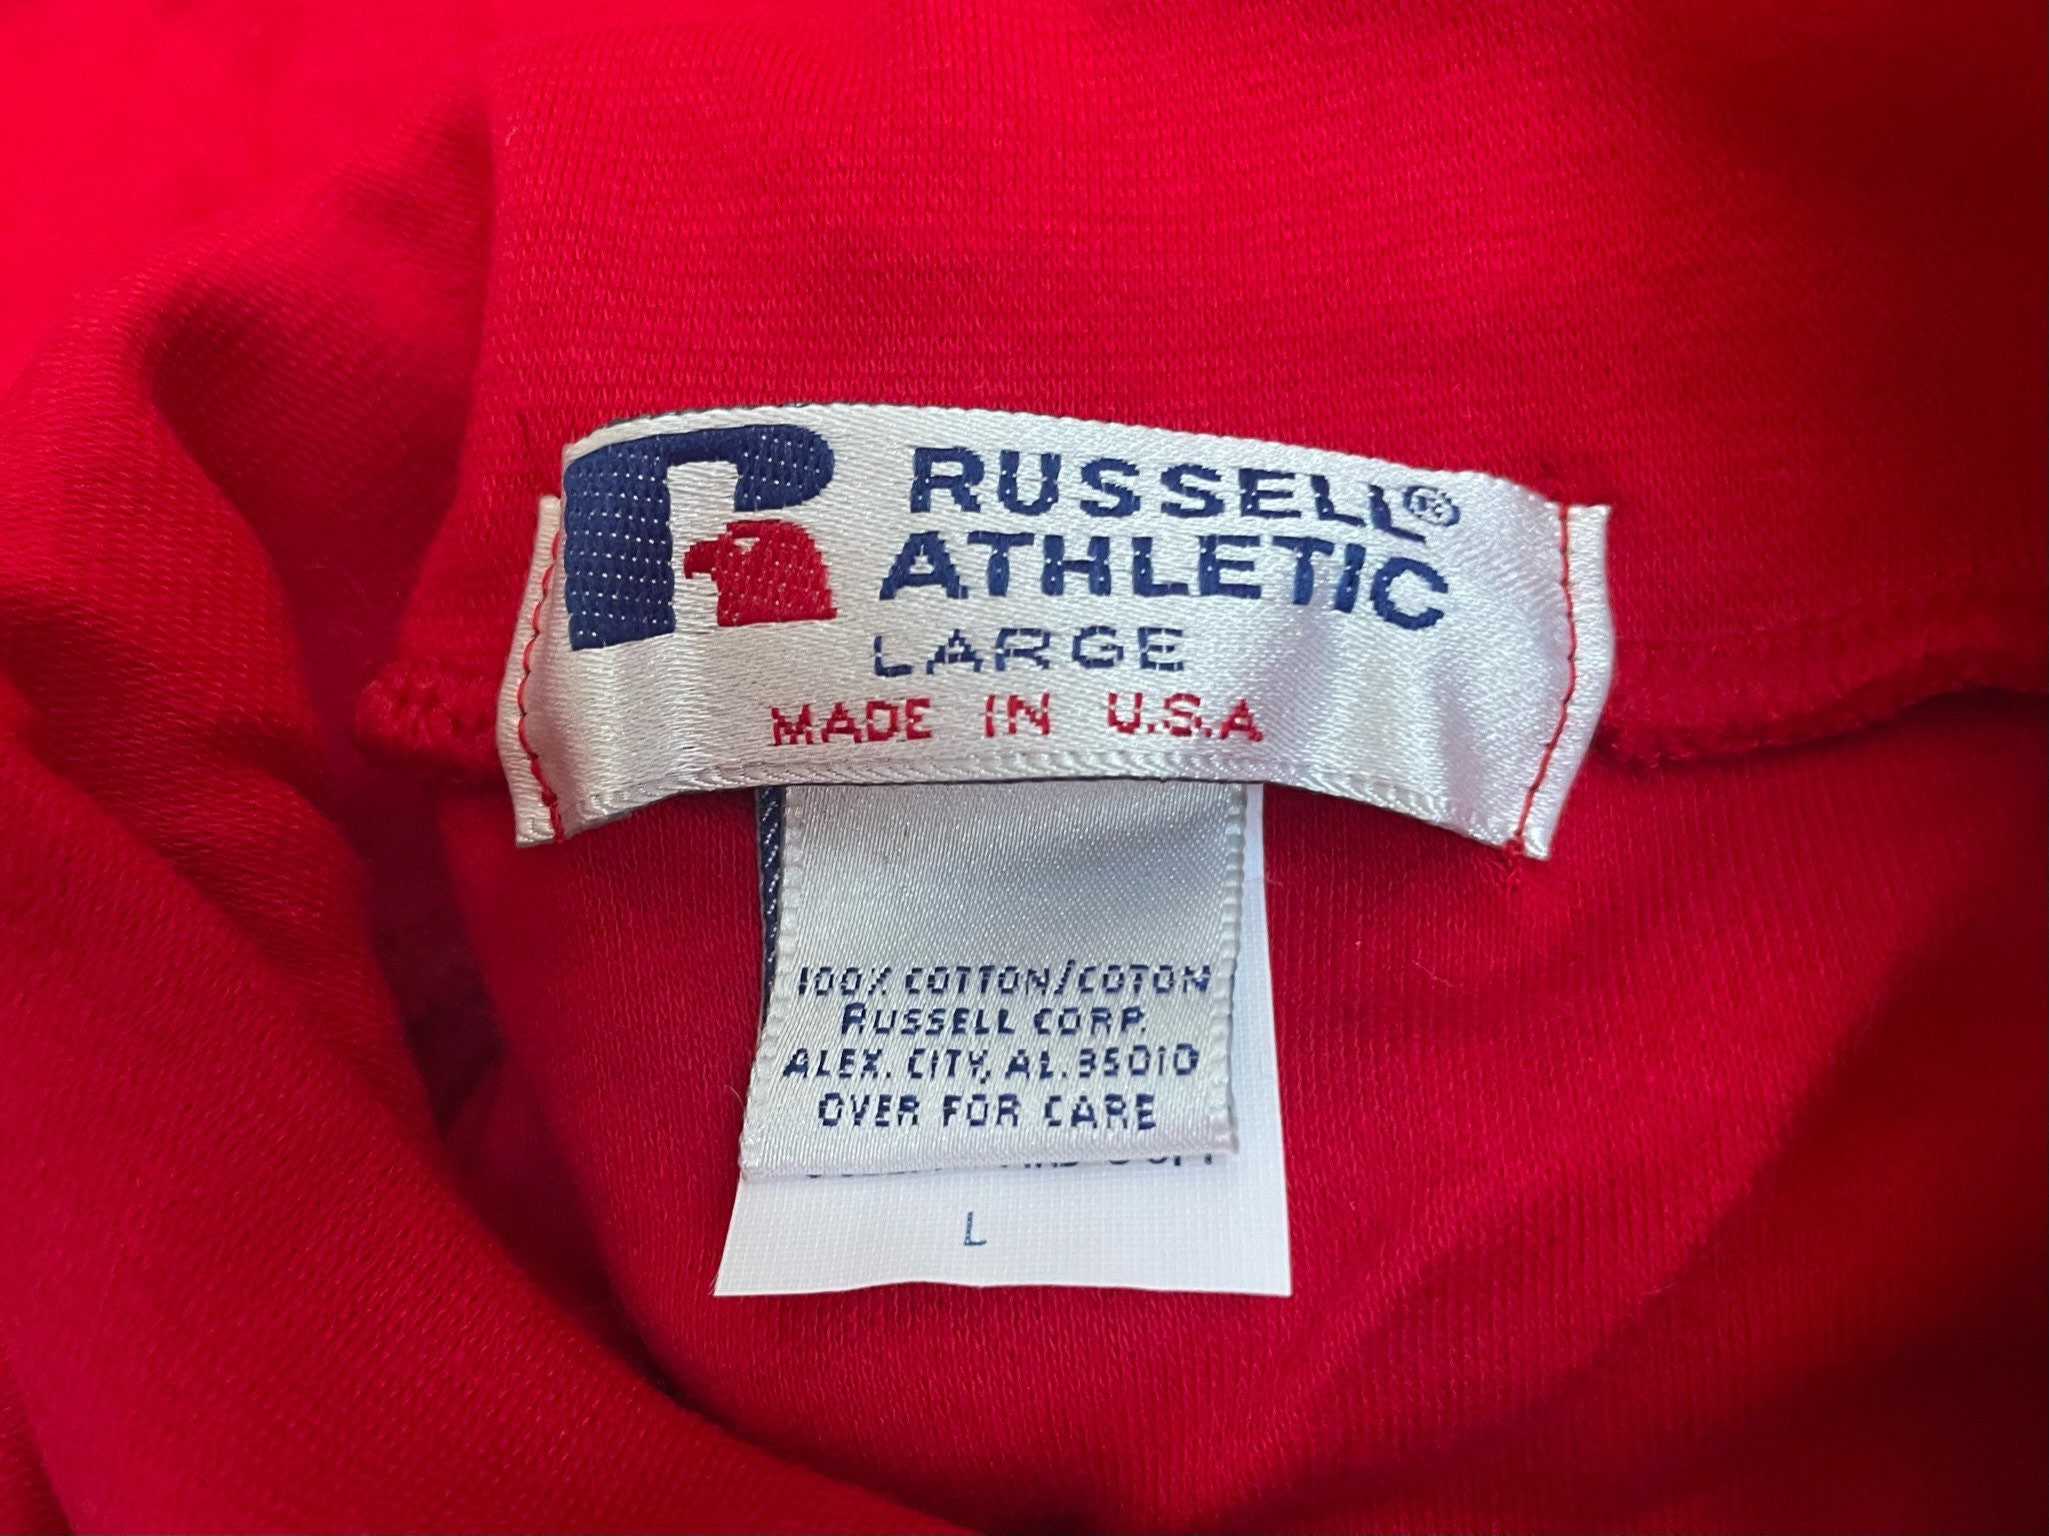 RUSSELL®
ATHLETIC
LARGE
MADE IN U.S.A
100% COTTON/COTON
RUSSELL CORP.
ALEX. CITY, AL. 35010
OVER FOR CARE
L